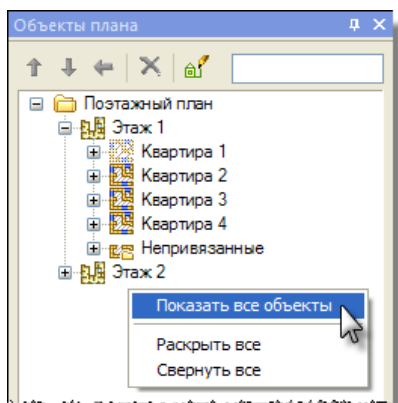 Объекты плана
Поэтажный план
Этаж 1
Квартира 1
Квартира 2
Квартира 3
Квартира 4
Непривязанные
Этаж 2
Показать все объекты
Раскрыть все
Свернуть все